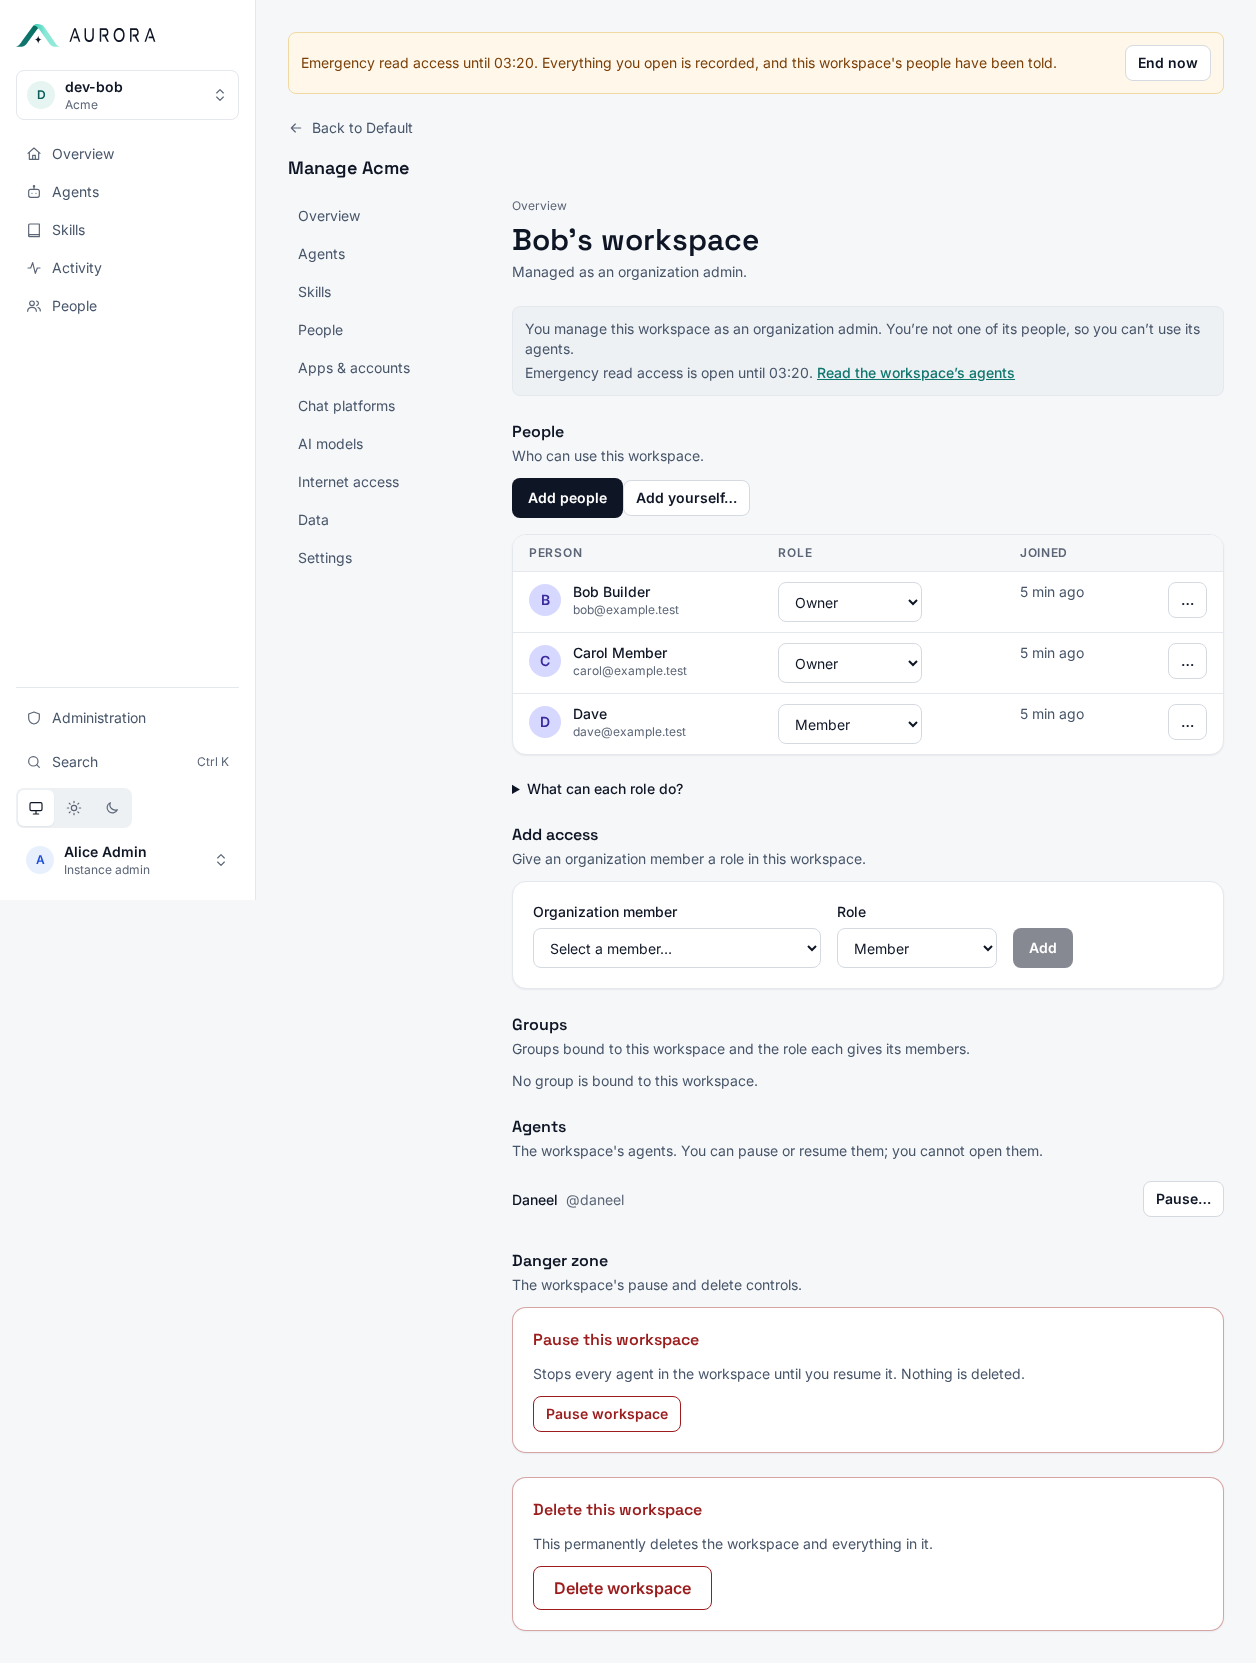 AURORA
D
dev-bob
Acme
Overview
Agents
Skills
Activity
People
Administration
Search
Ctrl K
A
Alice Admin
Instance admin
Emergency read access until 03:20. Everything you open is recorded, and this workspace's people have been told.
End now
Back to Default
Manage Acme
Overview
Agents
Skills
People
Apps & accounts
Chat platforms
AI models
Internet access
Data
Settings
Overview
Bob’s workspace
Managed as an organization admin.
You manage this workspace as an organization admin. You’re not one of its people, so you can’t use its
agents.
Emergency read access is open until 03:20. Read the workspace’s agents
People
Who can use this workspace.
Add people
Add yourself…
PERSON ROLE JOINED
B
Bob Builder
bob@example.test
Owner
5 min ago
…
C
Carol Member
carol@example.test
Owner
5 min ago
…
D
Dave
dave@example.test
Member
5 min ago
…
What can each role do?
Add access
Give an organization member a role in this workspace.
Organization member
Role
Select a member…
Member
Add
Groups
Groups bound to this workspace and the role each gives its members.
No group is bound to this workspace.
Agents
The workspace's agents. You can pause or resume them; you cannot open them.
Daneel @daneel
Pause…
Danger zone
The workspace's pause and delete controls.
Pause this workspace
Stops every agent in the workspace until you resume it. Nothing is deleted.
Pause workspace
Delete this workspace
This permanently deletes the workspace and everything in it.
Delete workspace